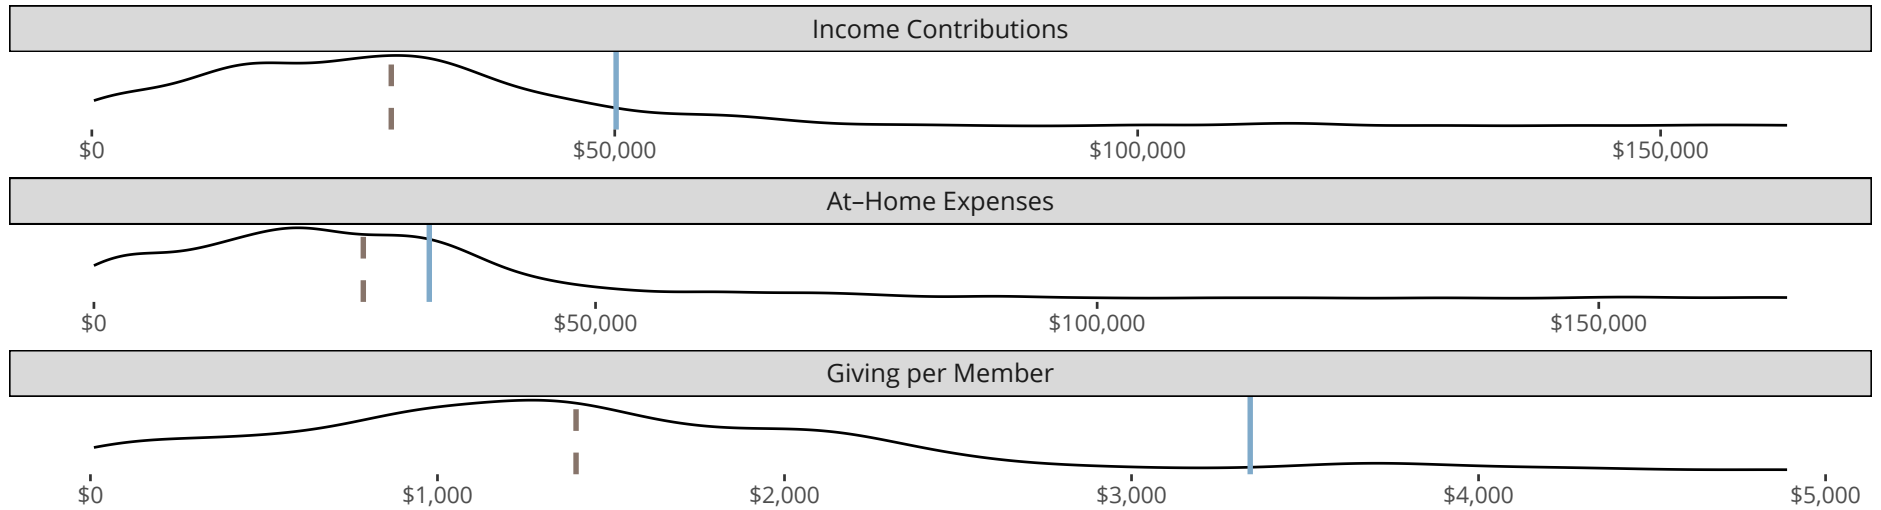 Income Contributions
$0 $50,000 $100,000 $150,000
At–Home Expenses
$0 $50,000 $100,000 $150,000
Giving per Member
$0 $1,000 $2,000 $3,000 $4,000 $5,000